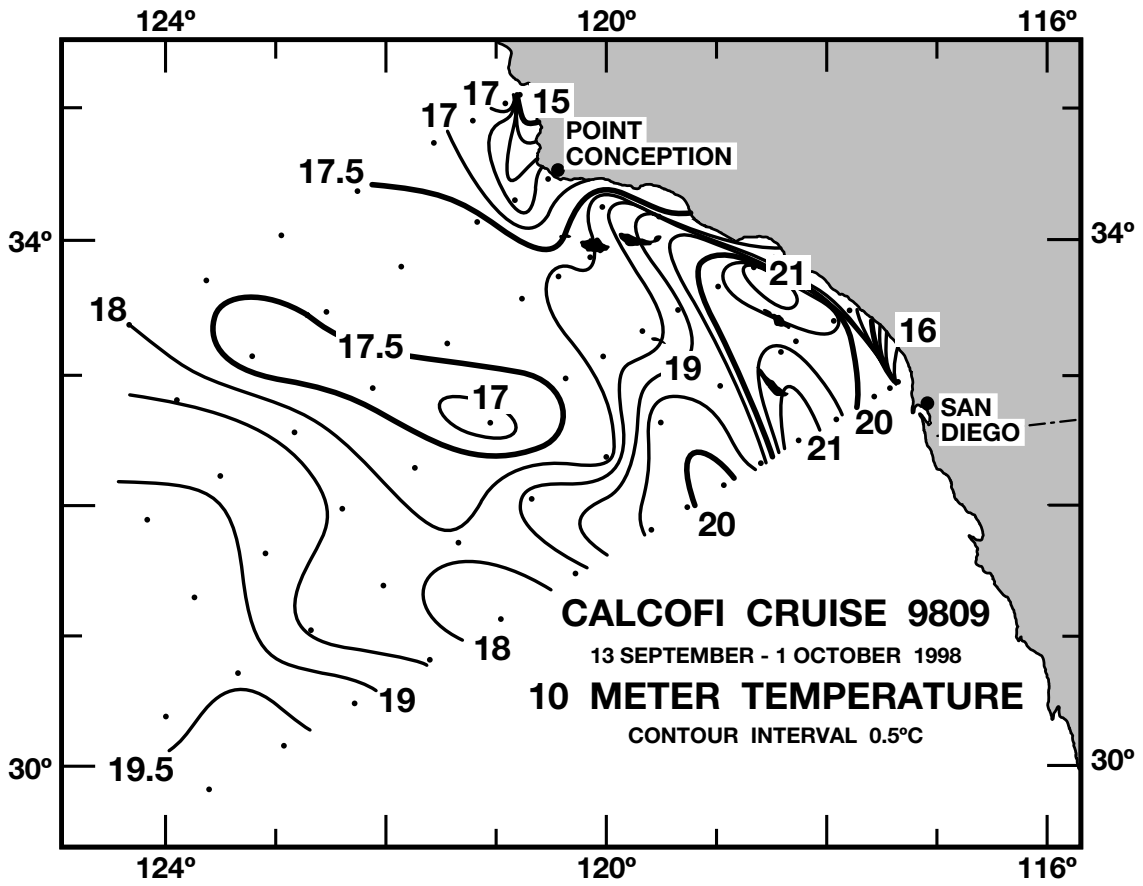 124º 120º 116º
17 15
17
POINT
CONCEPTION
17.5
34º 34º
21
18
17.5
16
19
17
SAN
DIEGO
20
21
20
CALCOFI CRUISE 9809
18
13 SEPTEMBER - 1 OCTOBER 1998
19
10 METER TEMPERATURE
CONTOUR INTERVAL 0.5ºC
19.5
30º 30º
124º 120º 116º